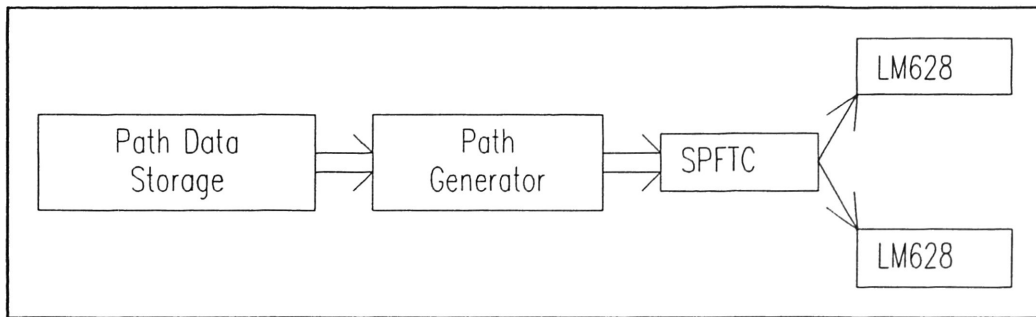 Path Data
Storage
Path
Generator
SPFTC
LM628
LM628